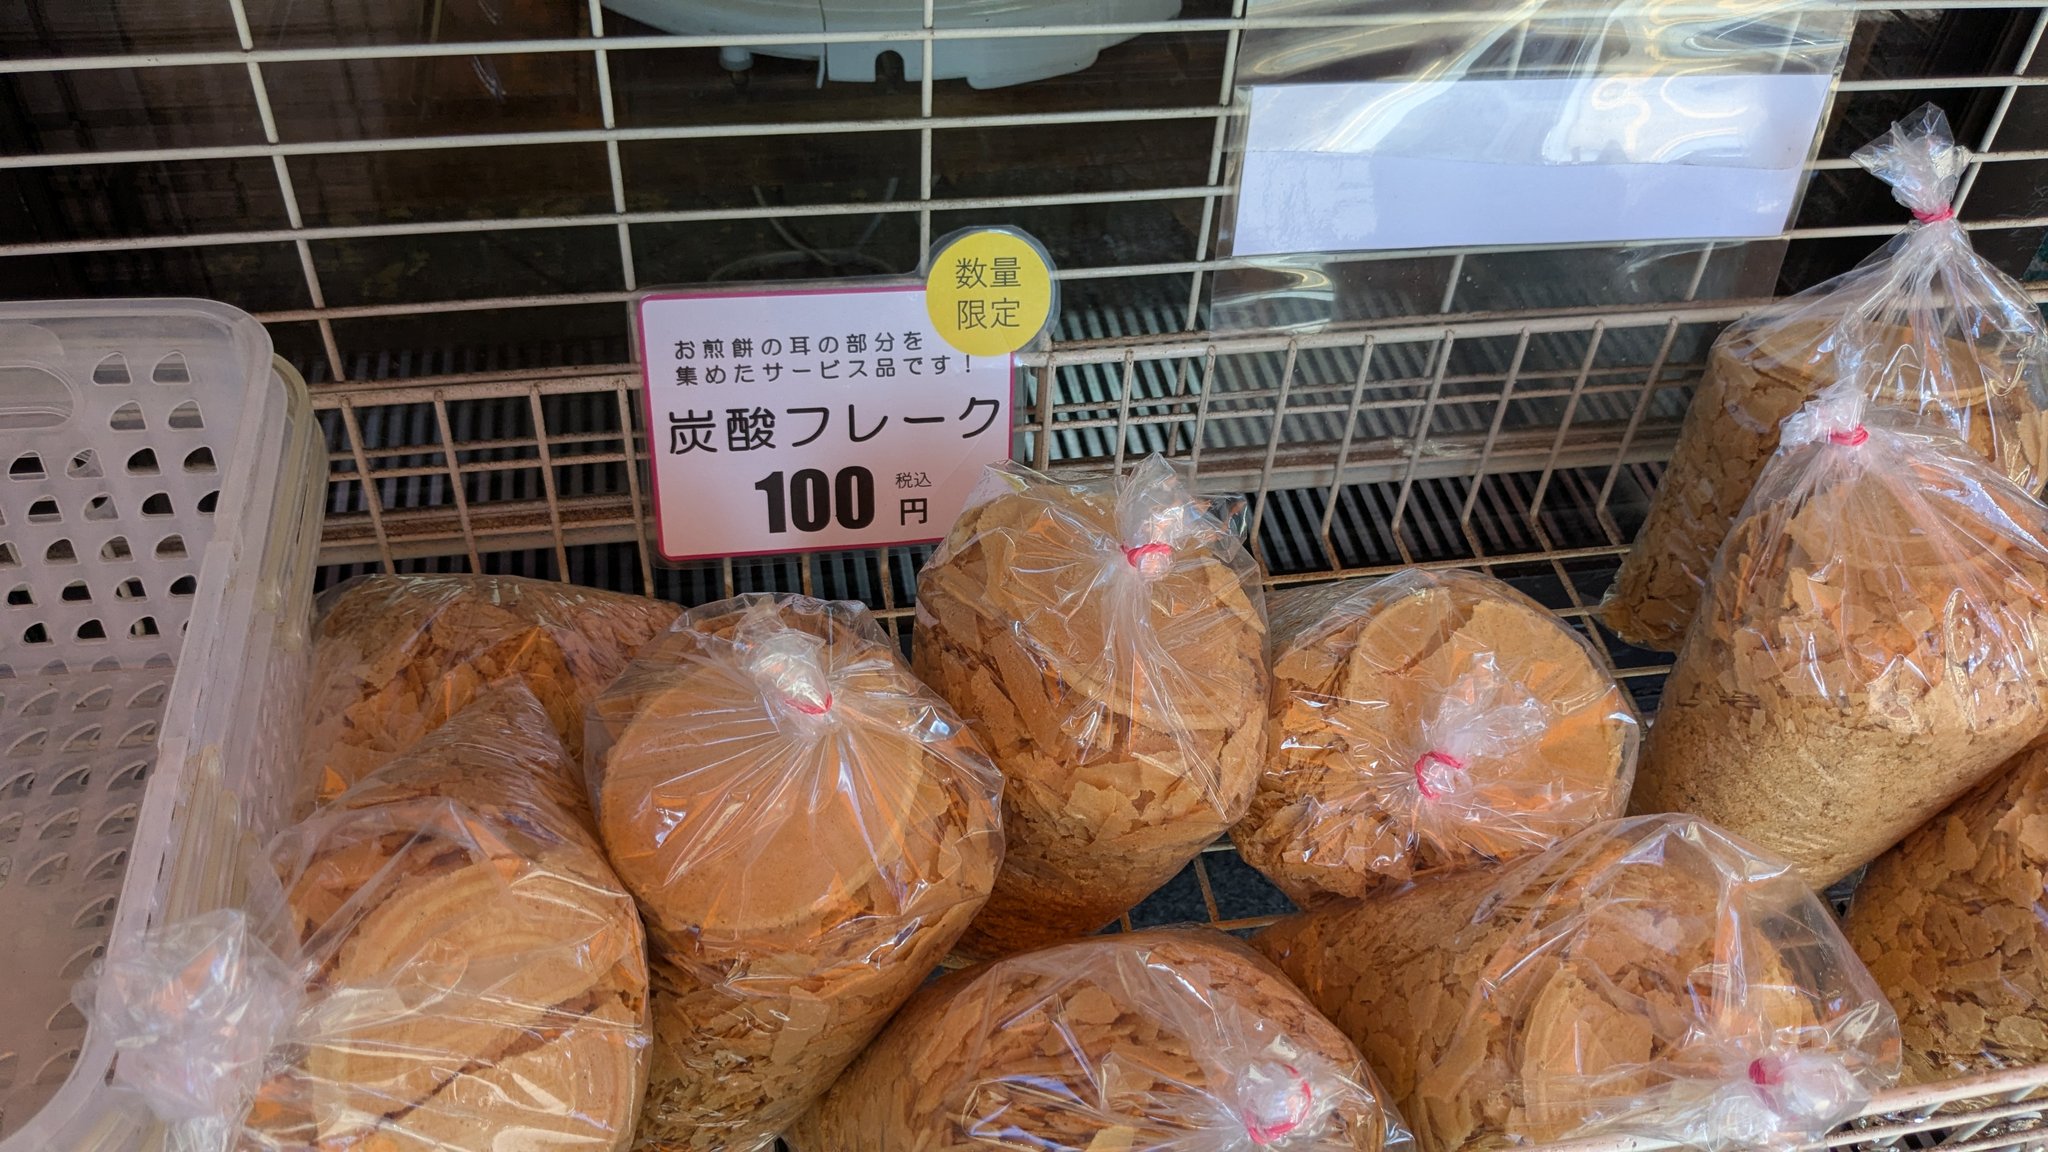 数量
限定
お煎餅の耳の部分を
集めたサービス品です！
炭酸フレーク
100 税込
円